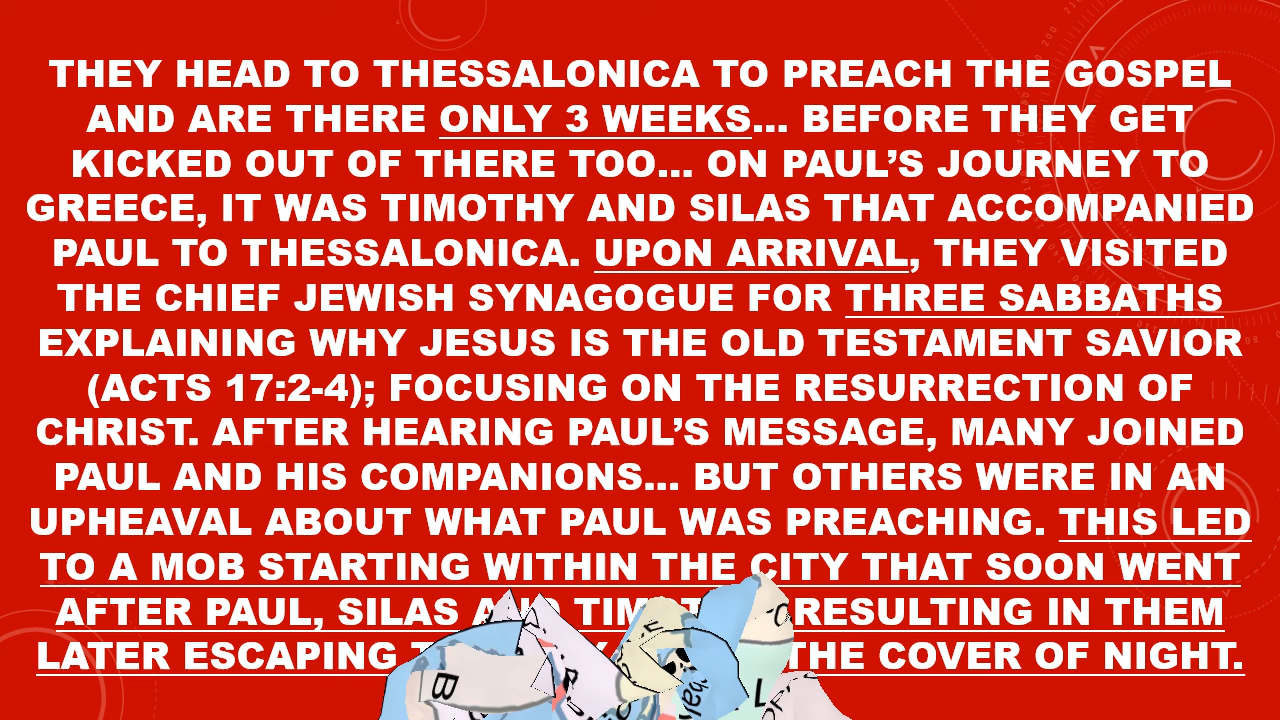 THEY HEAD TO THESSALONICA TO PREACH THE GOSPEL
AND ARE THERE ONLY 3 WEEKS... BEFORE THEY GET
KICKED OUT OF THERE TOO... ON PAUL’S JOURNEY TO
GREECE, IT WAS TIMOTHY AND SILAS THAT ACCOMPANIED
PAUL TO THESSALONICA. UPON ARRIVAL, THEY VISITED
THE CHIEF JEWISH SYNAGOGUE FOR THREE SABBATHS
EXPLAINING WHY JESUS IS THE OLD TESTAMENT SAVIOR
(ACTS 17:2-4); FOCUSING ON THE RESURRECTION OF
CHRIST. AFTER HEARING PAUL’S MESSAGE, MANY JOINED
PAUL AND HIS COMPANIONS... BUT OTHERS WERE IN AN
UPHEAVAL ABOUT WHAT PAUL WAS PREACHING. THIS LED
TO A MOB STARTING WITHIN THE CITY THAT SOON WENT
AFTER PAUL, SILAS RESULTING IN THEM
LATER ESCAPING THE COVER OF NIGHT.